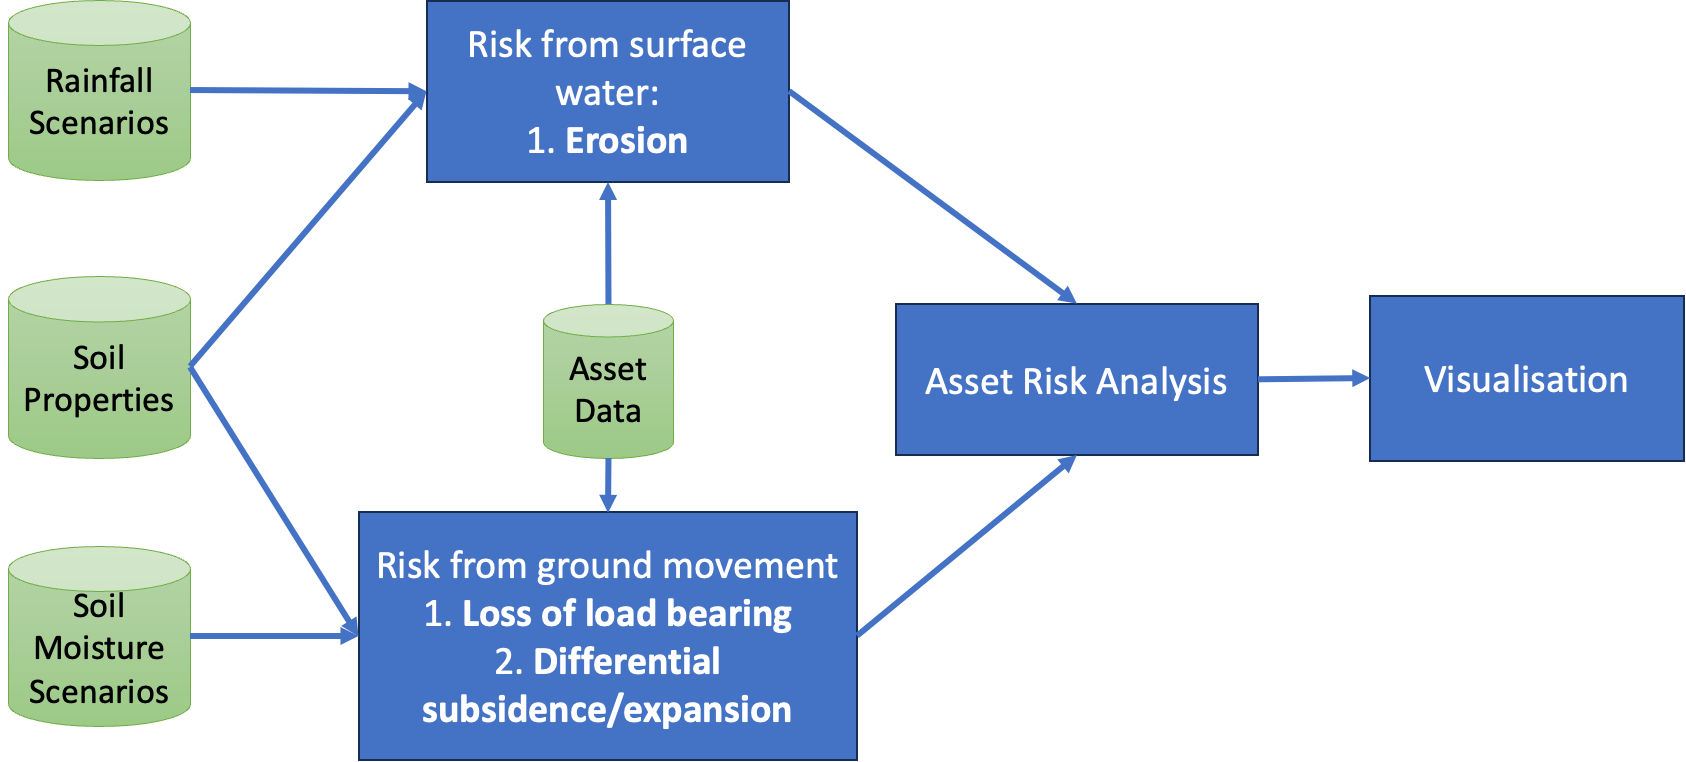 Rainfall
Scenarios
Risk from surface
water:
1. Erosion
Soil
Properties
Asset
Data
Asset Risk Analysis
Visualisation
Soil
Moisture
Scenarios
Risk from ground movement
1. Loss of load bearing
2. Differential
subsidence/expansion